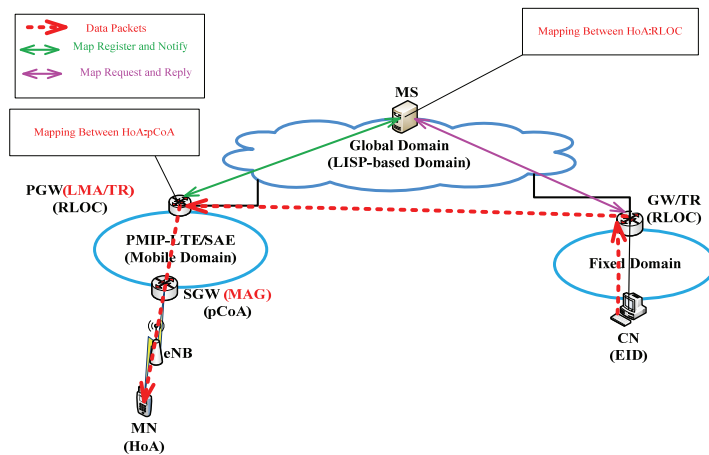 Data Packets
Map Register and Notify
Map Request and Reply
Mapping Between HoA:RLOC
MS
Mapping Between HoA:pCoA
Global Domain
(LISP-based Domain)
PGW(LMA/TR)
(RLOC)
GW/TR
(RLOC)
PMIP-LTE/SAE
(Mobile Domain)
Fixed Domain
SGW (MAG)
(pCoA)
CN
(EID)
eNB
MN
(HoA)